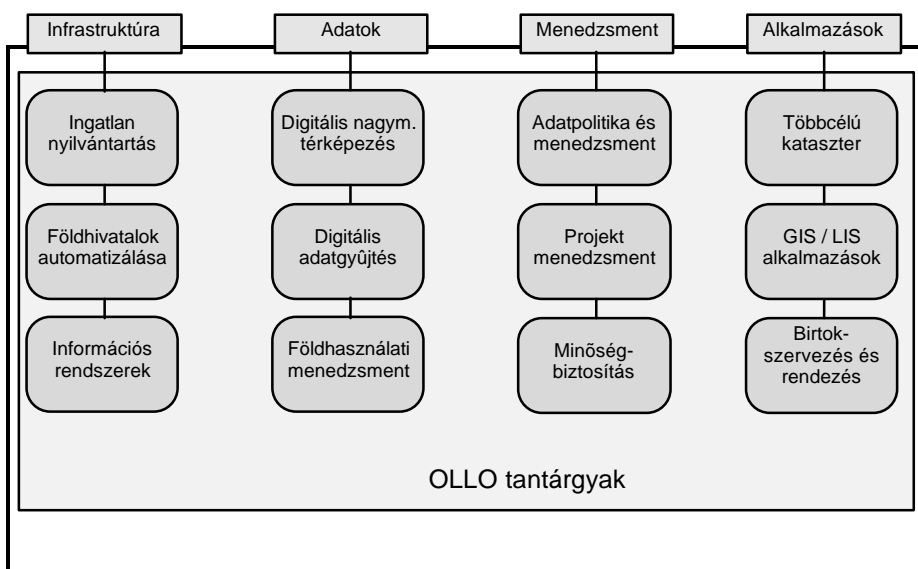 Infrastruktúra
Adatok
Menedzsment
Alkalmazások
Ingatlan
nyilvántartás
Digitális nagym.
térképezés
Adatpolitika és
menedzsment
Többcélú
kataszter
Földhivatalok
automatizálása
Digitális
adatgyûjtés
Projekt
menedzsment
GIS / LIS
alkalmazások
Információs
rendszerek
Földhasználati
menedzsment
Minõség-
biztosítás
Birtok-
szervezés és
rendezés
OLLO tantárgyak